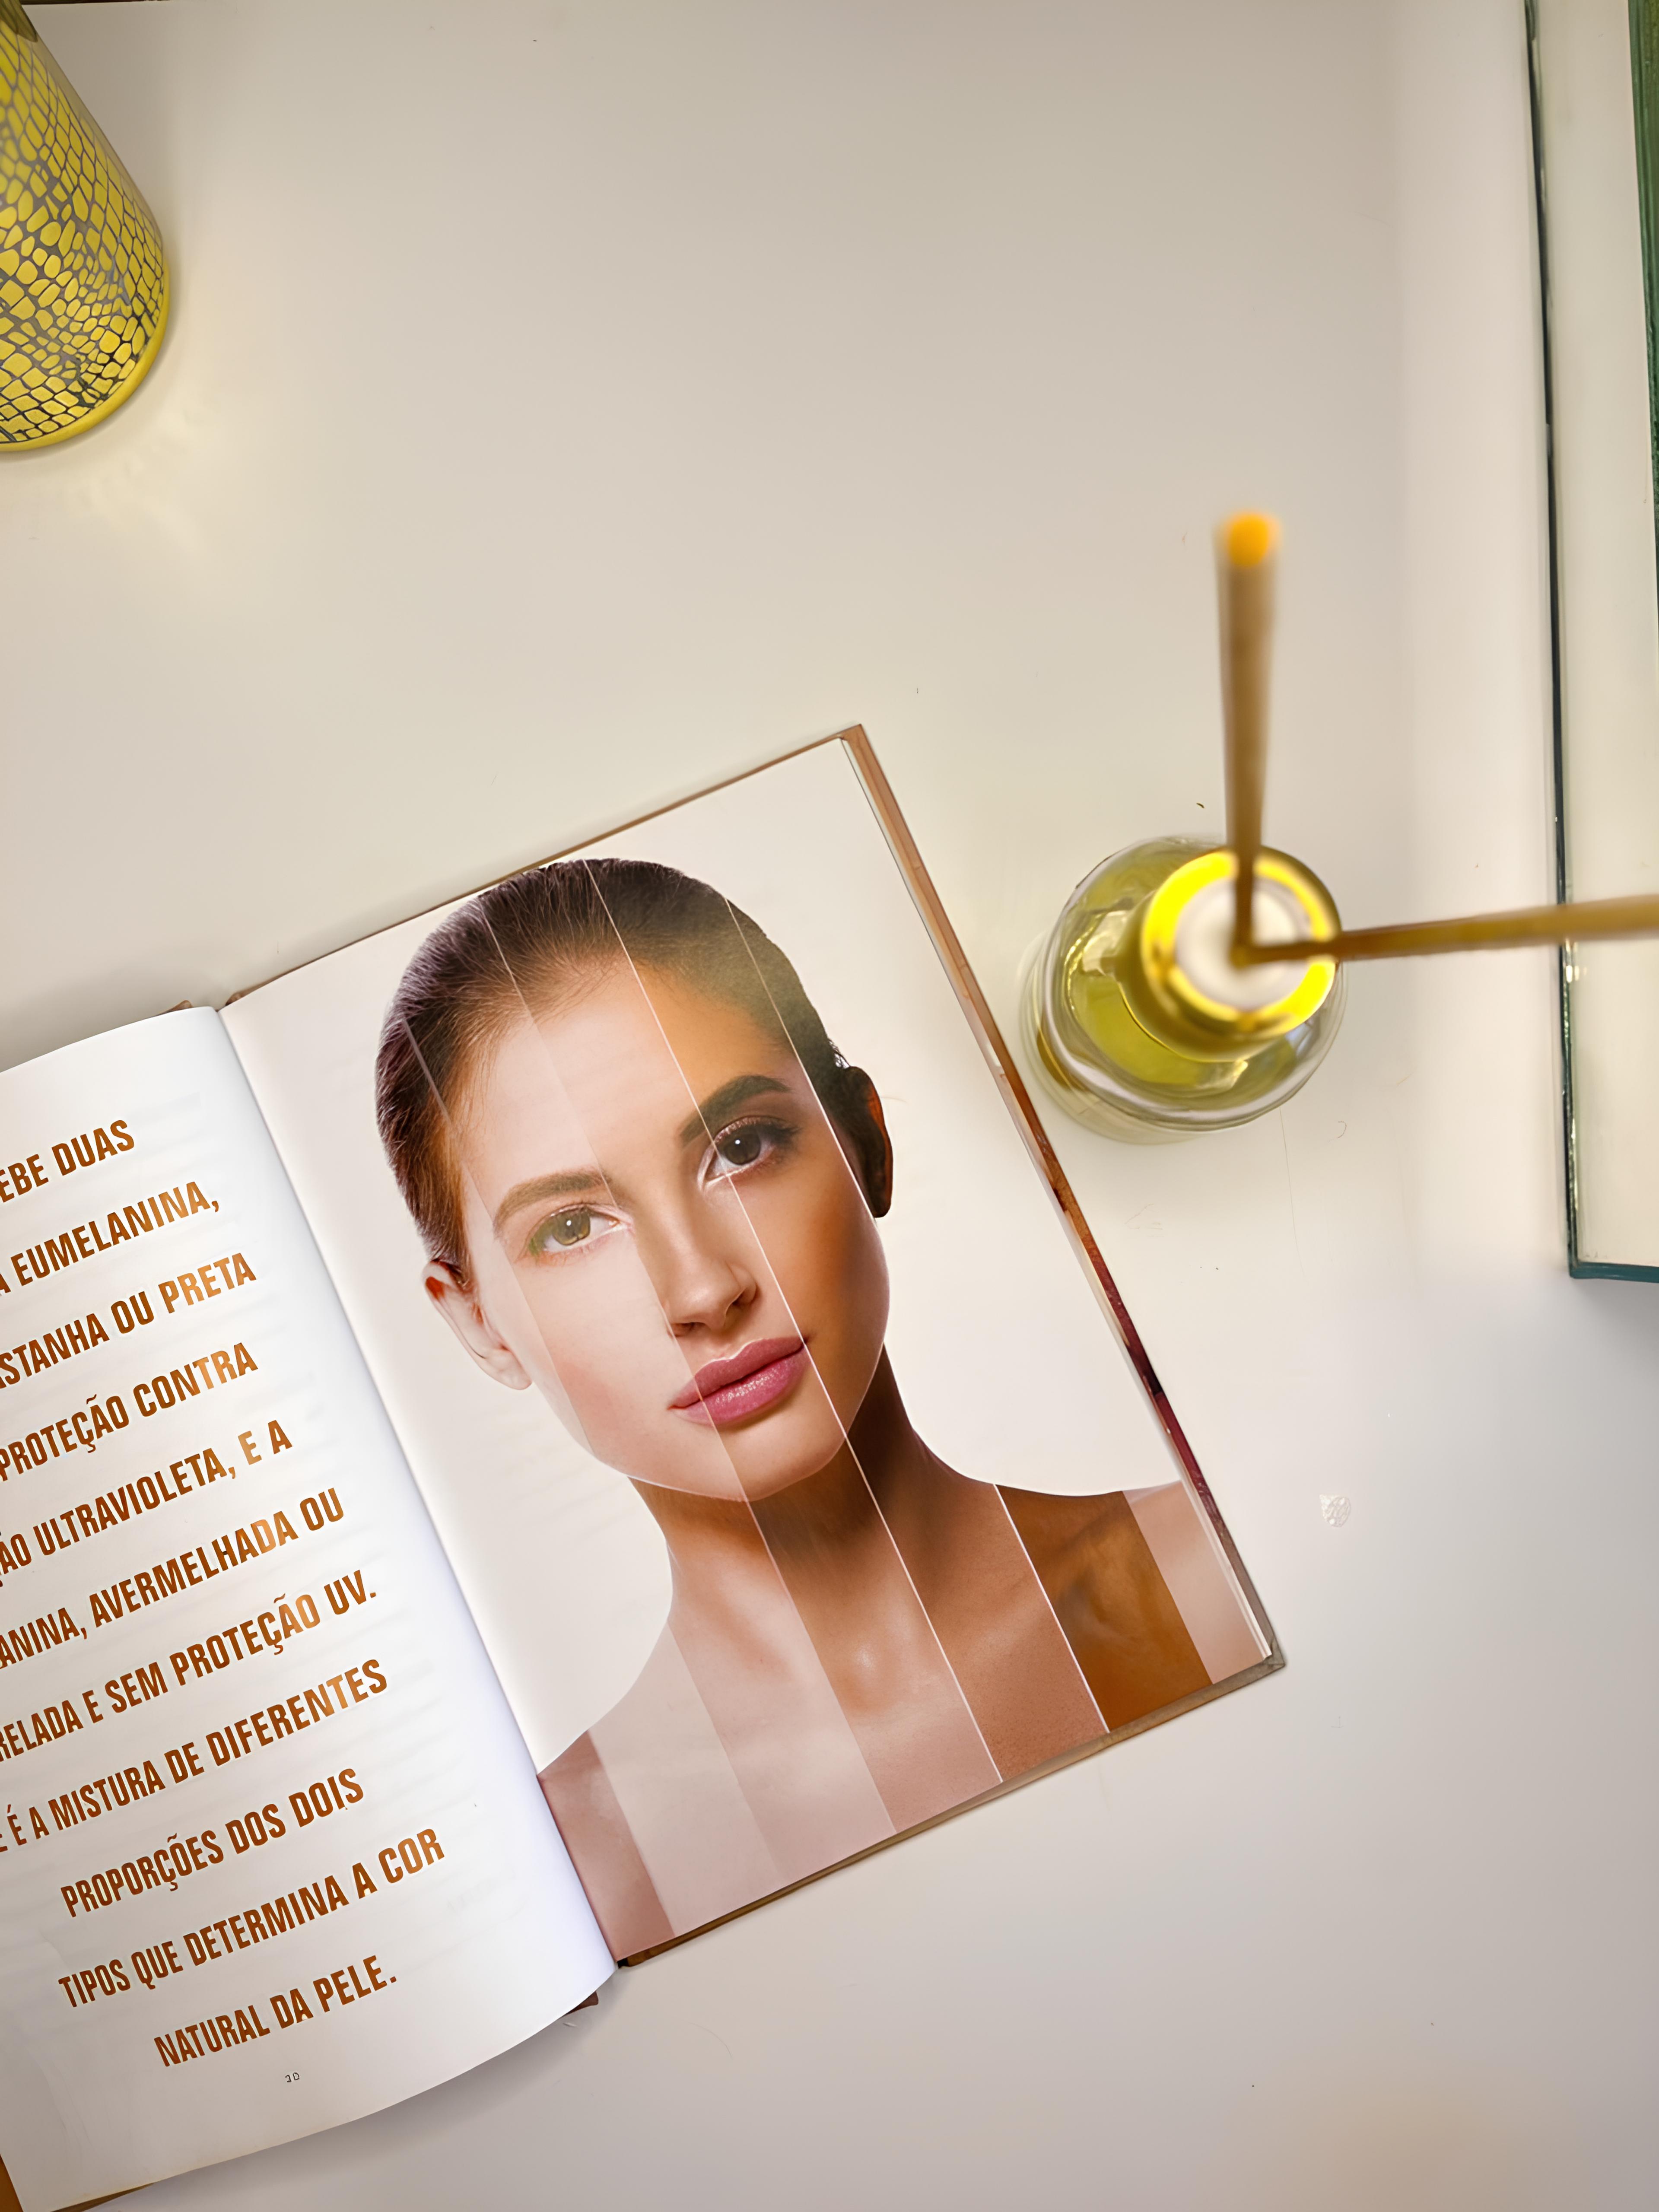 EBE DUAS
A EUMELANINA,
STANHA OU PRETA
PROTEÇÃO CONTRA
ÃO ULTRAVIOLETA, E A
ANINA, AVERMELHADA OU
RELADA E SEM PROTEÇÃO UV.
E É A MISTURA DE DIFERENTES
PROPORÇÕES DOS DOIS
TIPOS QUE DETERMINA A COR
NATURAL DA PELE.
30